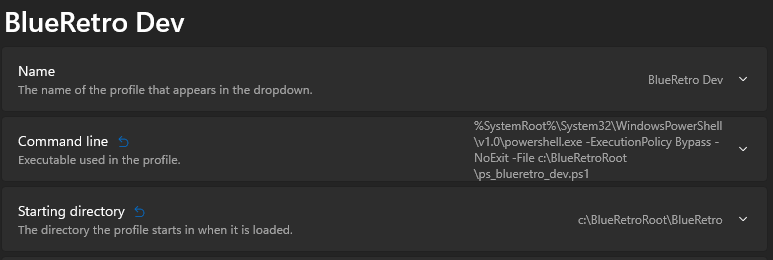 BlueRetro Dev
Name
The name of the profile that appears in the dropdown.
BlueRetro Dev
Command line
Executable used in the profile.
%SystemRoot%\System32\WindowsPowerShell
\v1.0\powershell.exe -ExecutionPolicy Bypass -
NoExit -File c:\BlueRetroRoot
\ps_blueretro_dev.ps1
Starting directory
The directory the profile starts in when it is loaded.
c:\BlueRetroRoot\BlueRetro